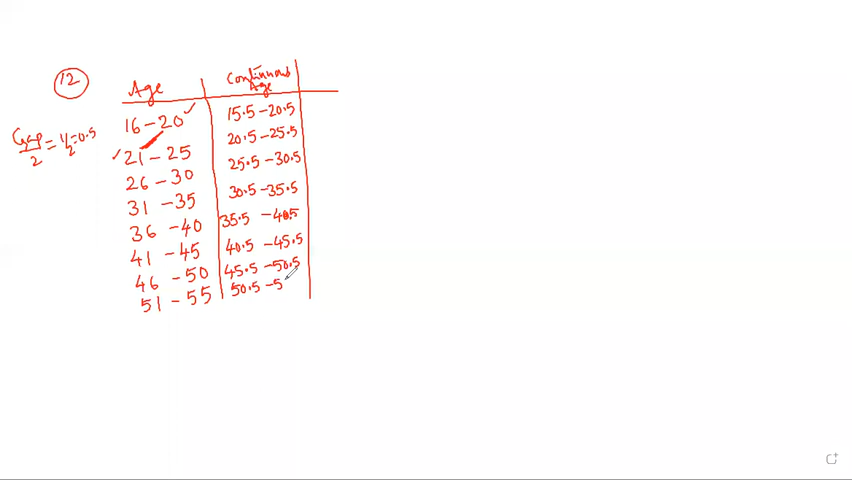 12
Age
Continuous Age
Gap/2 = 1/2 = 0.5
16 – 20 ✓ 15.5 – 20.5
✓ 21 – 25 20.5 – 25.5
26 – 30 25.5 – 30.5
31 – 35 30.5 – 35.5
36 – 40 35.5 – 40.5
41 – 45 40.5 – 45.5
46 – 50 45.5 – 50.5
51 – 55 50.5 – 5